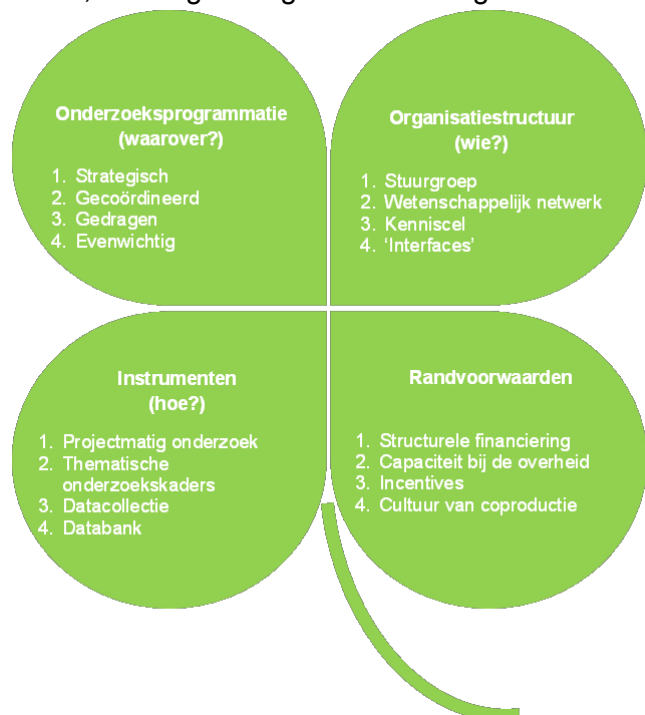 Onderzoeksprogrammatie
(waarover?)
1. Strategisch
2. Gecoördineerd
3. Gedragen
4. Evenwichtig
Organisatiestructuur
(wie?)
1. Stuurgroep
2. Wetenschappelijk netwerk
3. Kenniscel
4. ‘Interfaces’
Instrumenten
(hoe?)
1. Projectmatig onderzoek
2. Thematische
onderzoekskaders
3. Datacollectie
4. Databank
Randvoorwaarden
1. Structurele financiering
2. Capaciteit bij de overheid
3. Incentives
4. Cultuur van coproductie